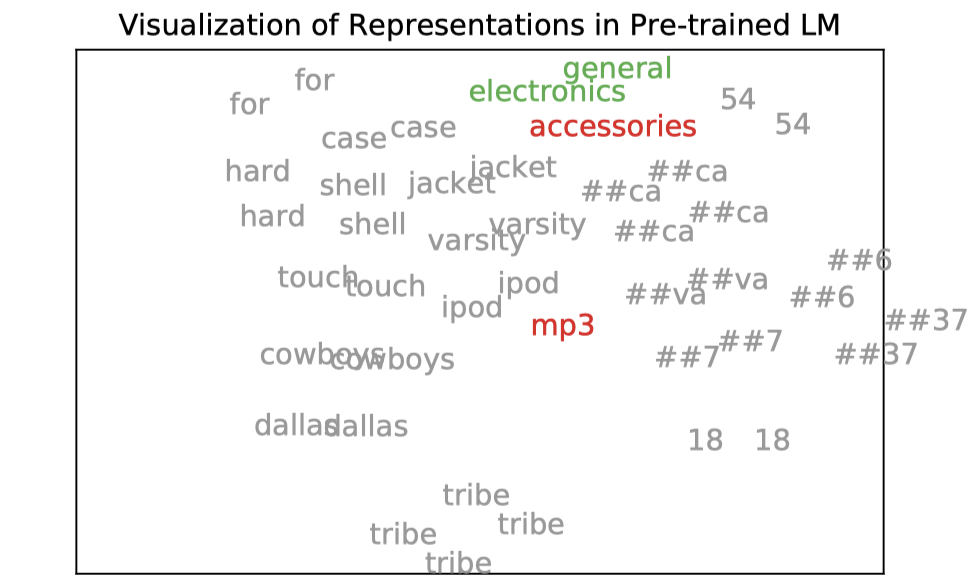 Visualization of Representations in Pre-trained LM
general
for
electronics
54
for
54
accessories
case
case
jacket
hard
##ca
jacket
shell
##ca
##ca
hard
shell
varsity
##ca
varsity
##6
touch
##va
ipod
touch
##va
##6
ipod
##37
mp3
##7
cowboys
##7
##37
cowboys
dallas
dallas
18
18
tribe
tribe
tribe
tribe